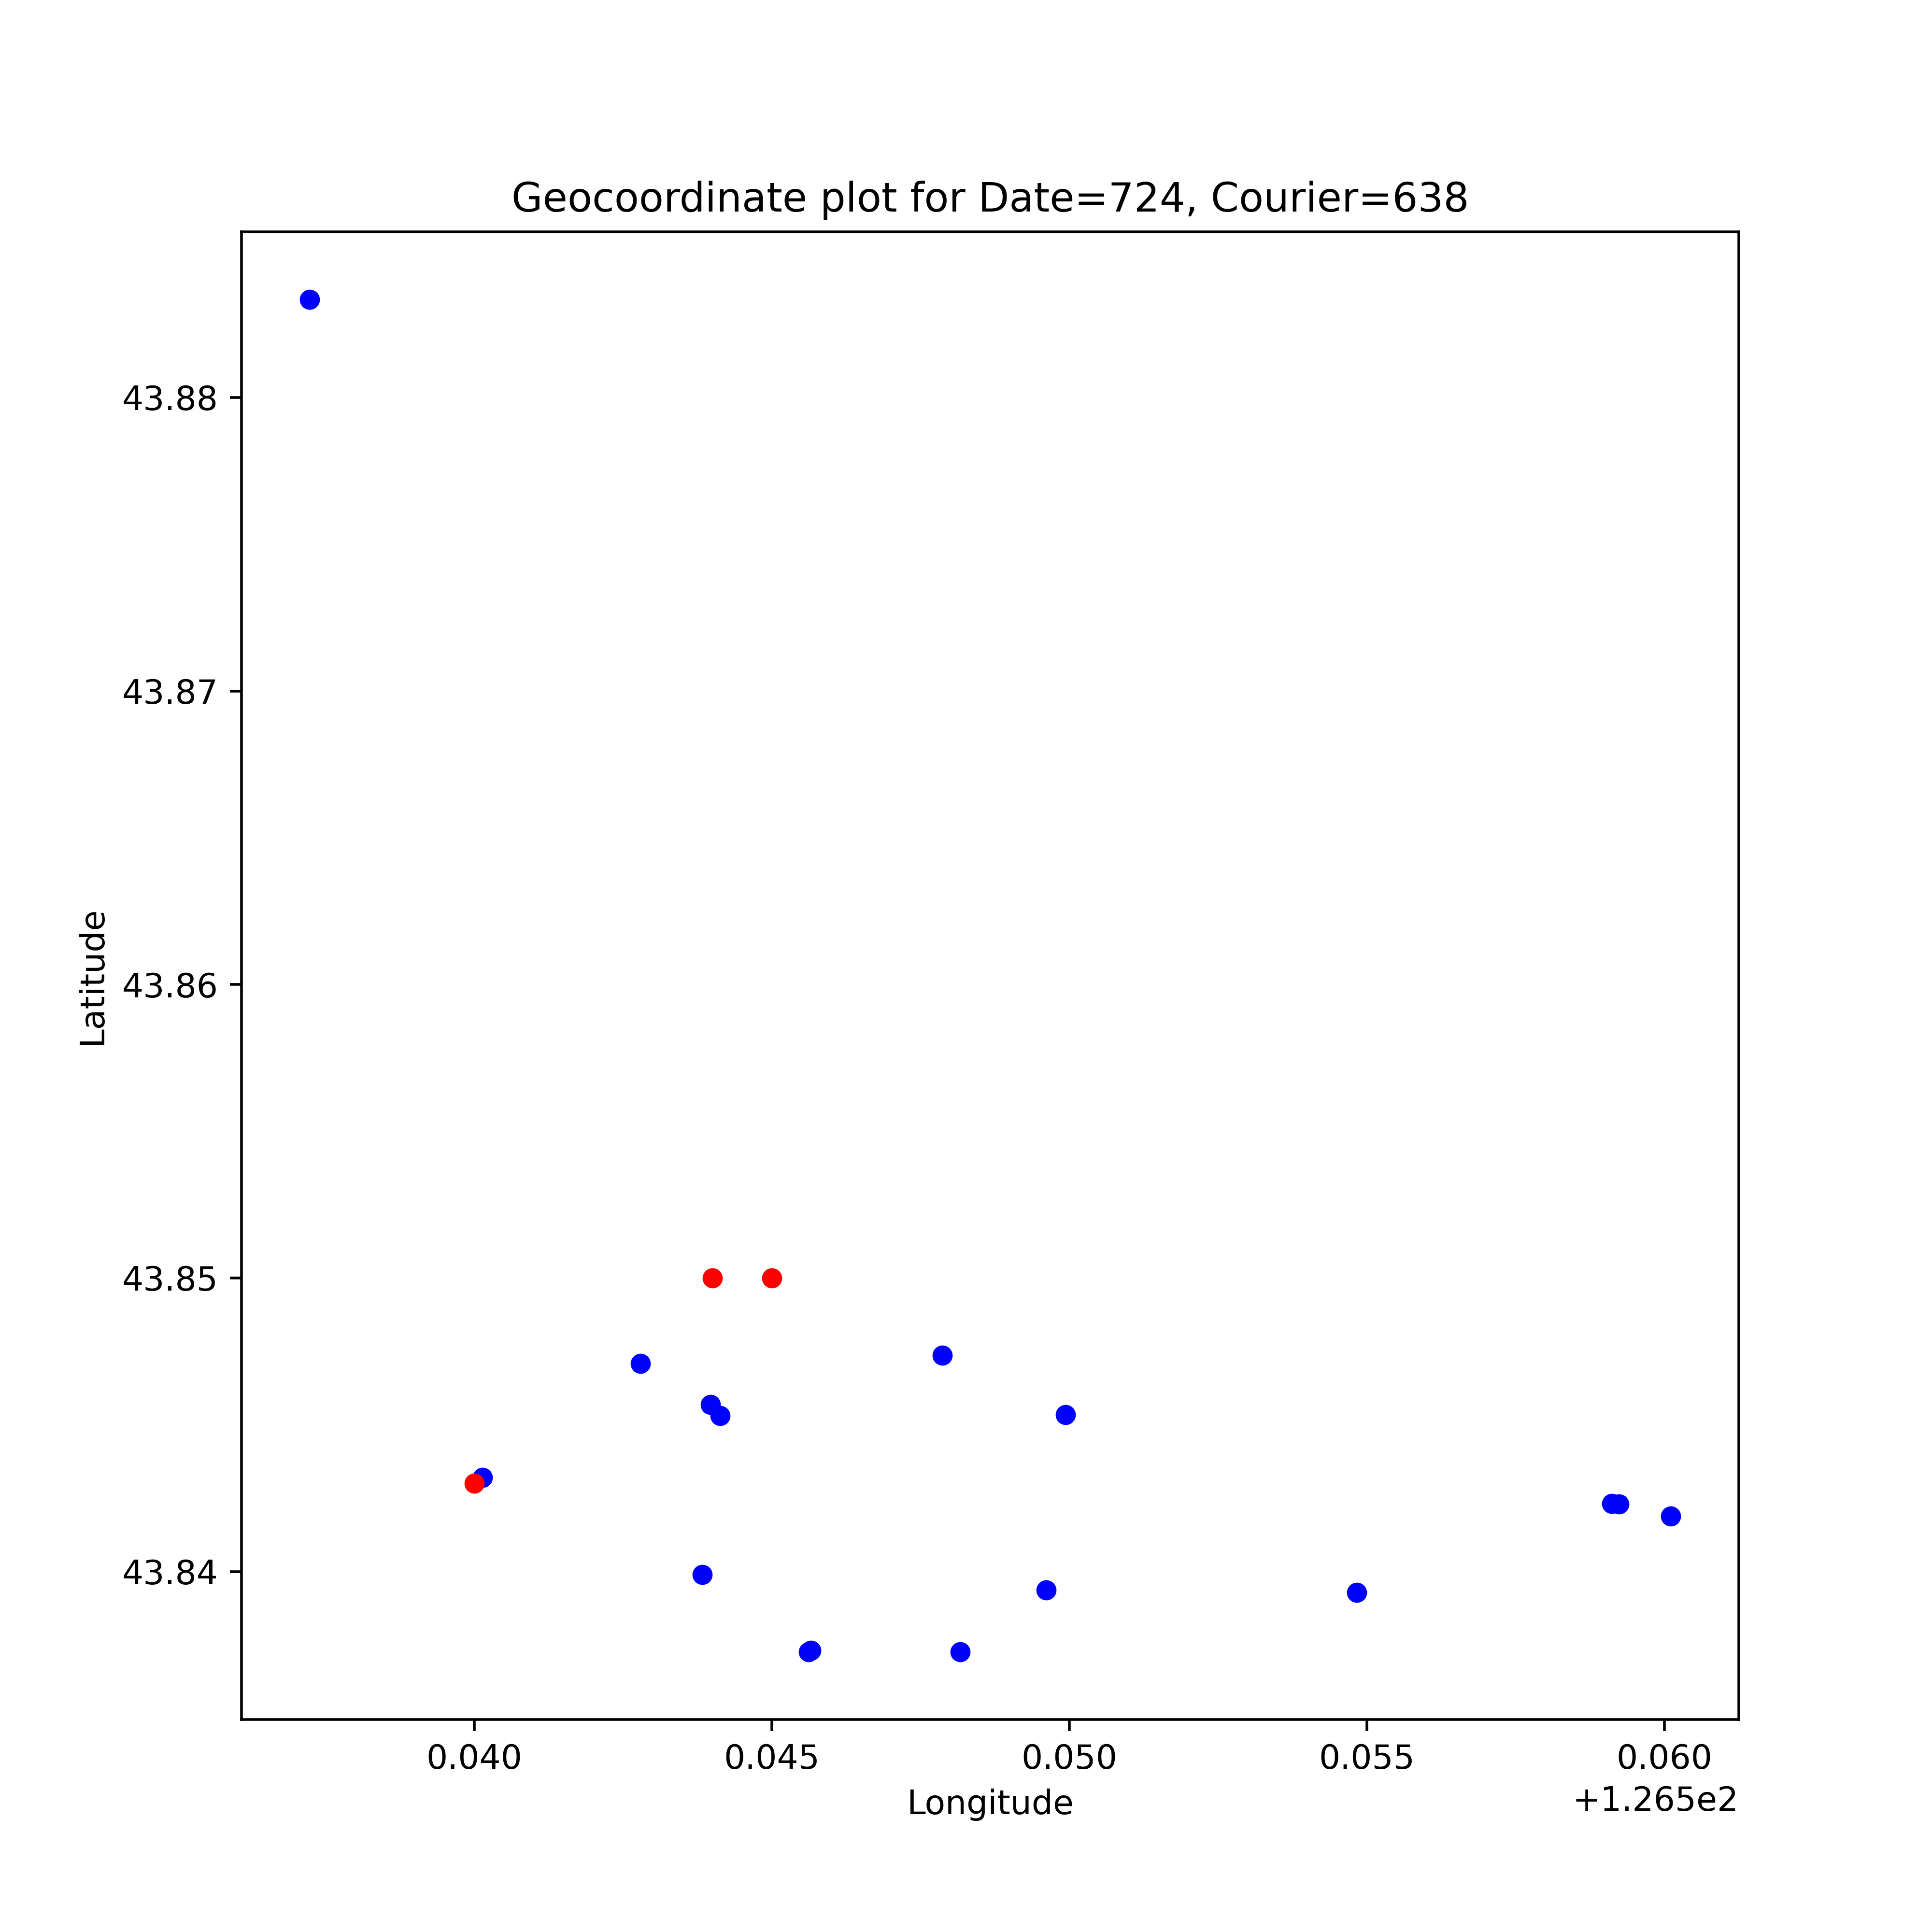 Geocoordinate plot for Date=724, Courier=638
43.88
43.87
43.86
43.85
43.84
Latitude
0.040 0.045 0.050 0.055 0.060
+1.265e2
Longitude